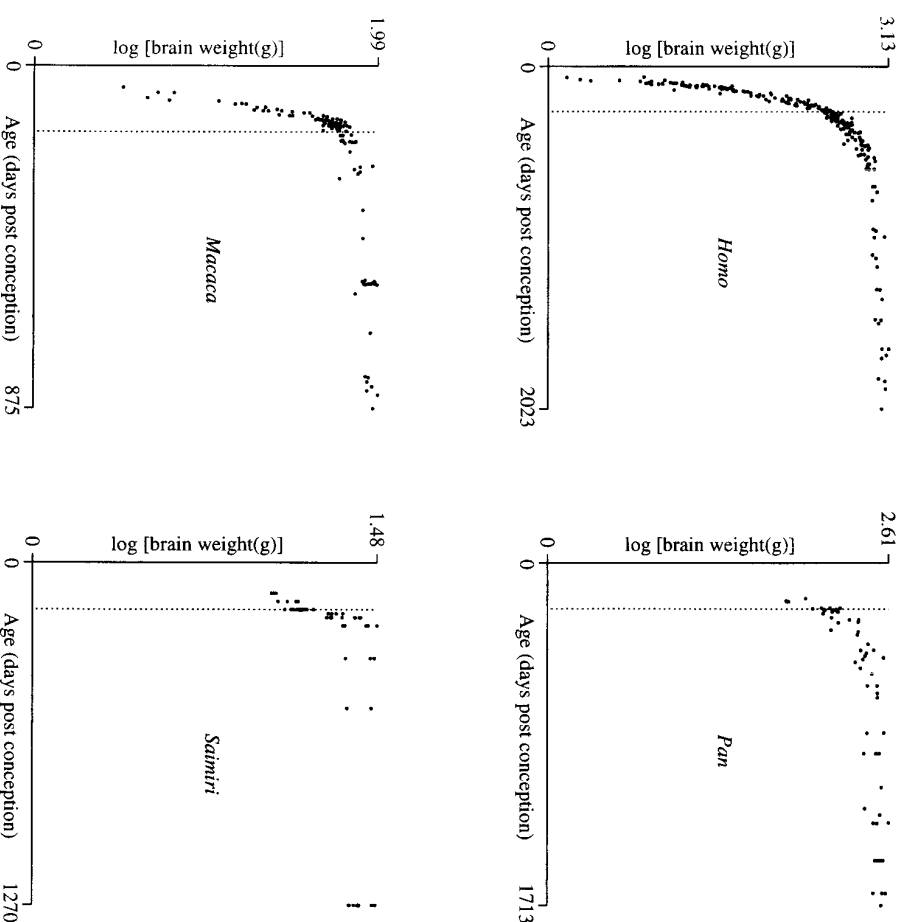 3.13
log [brain weight(g)]
0
0
Age (days post conception)
2023
Homo
2.61
log [brain weight(g)]
0
0
Age (days post conception)
1713
Pan
1.99
log [brain weight(g)]
0
0
Age (days post conception)
875
Macaca
1.48
log [brain weight(g)]
0
0
Age (days post conception)
1270
Saimiri